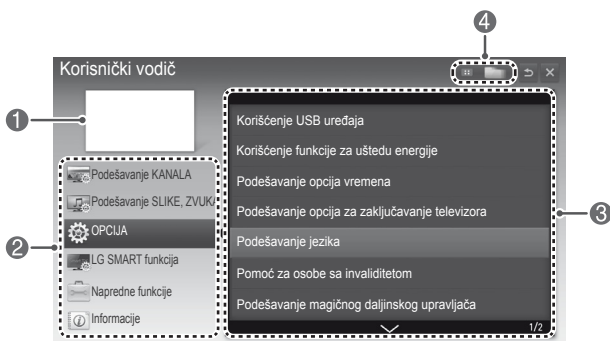 4
Korisnički vodič
1
Podešavanje KANALA
Podešavanje SLIKE, ZVUKA
OPCIJA
LG SMART funkcija
Napredne funkcije
Informacije
2
Korišćenje USB uređaja
Korišćenje funkcije za uštedu energije
Podešavanje opcija vremena
Podešavanje opcija za zaključavanje televizora
Podešavanje jezika
Pomoć za osobe sa invaliditetom
Podešavanje magičnog daljinskog upravljača
1/2
3